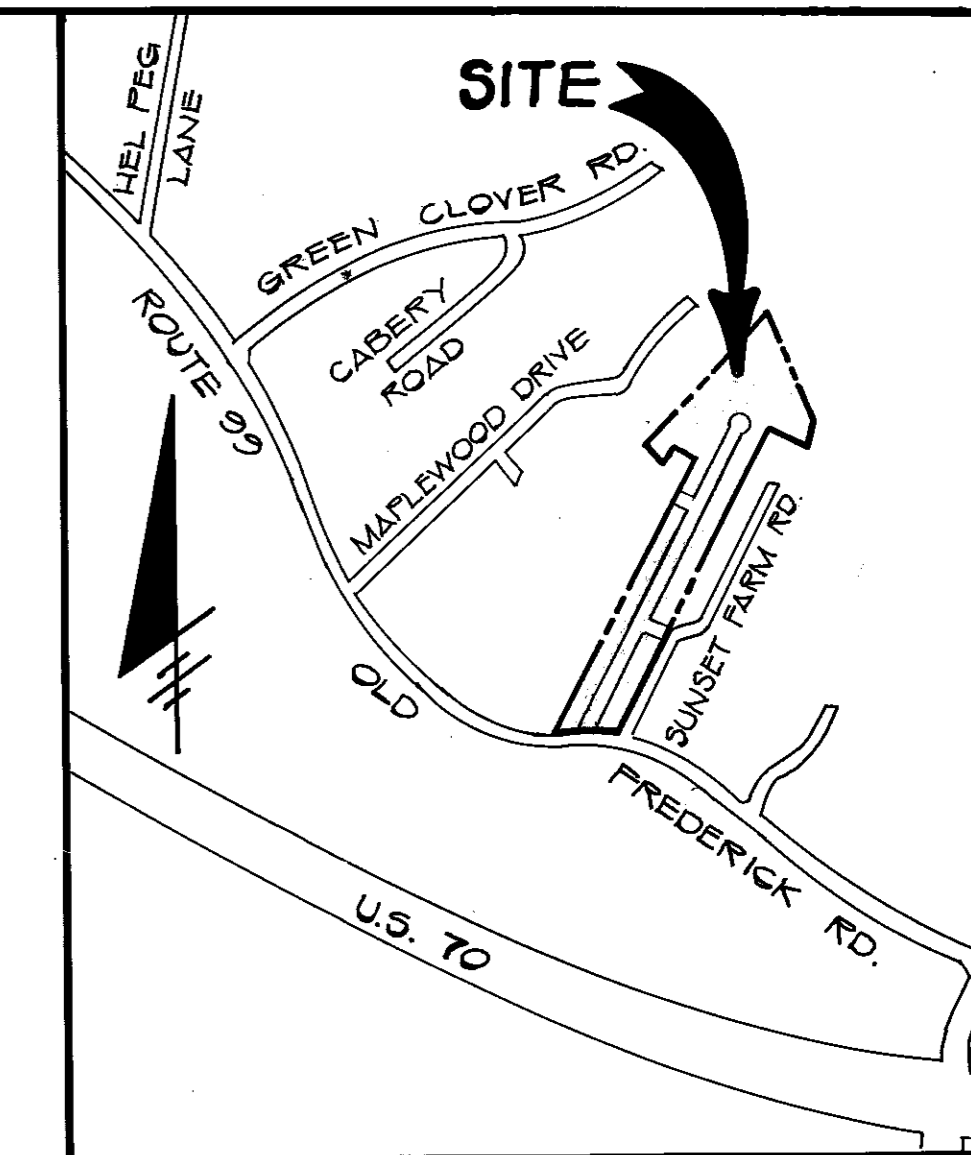 SITE
HEL PEG
LANE
GREEN CLOVER RD.
CABERY
ROAD
ROUTE 99
MAPLEWOOD DRIVE
SUNSET FARM RD.
OLD
FREDERICK RD.
U.S. 70